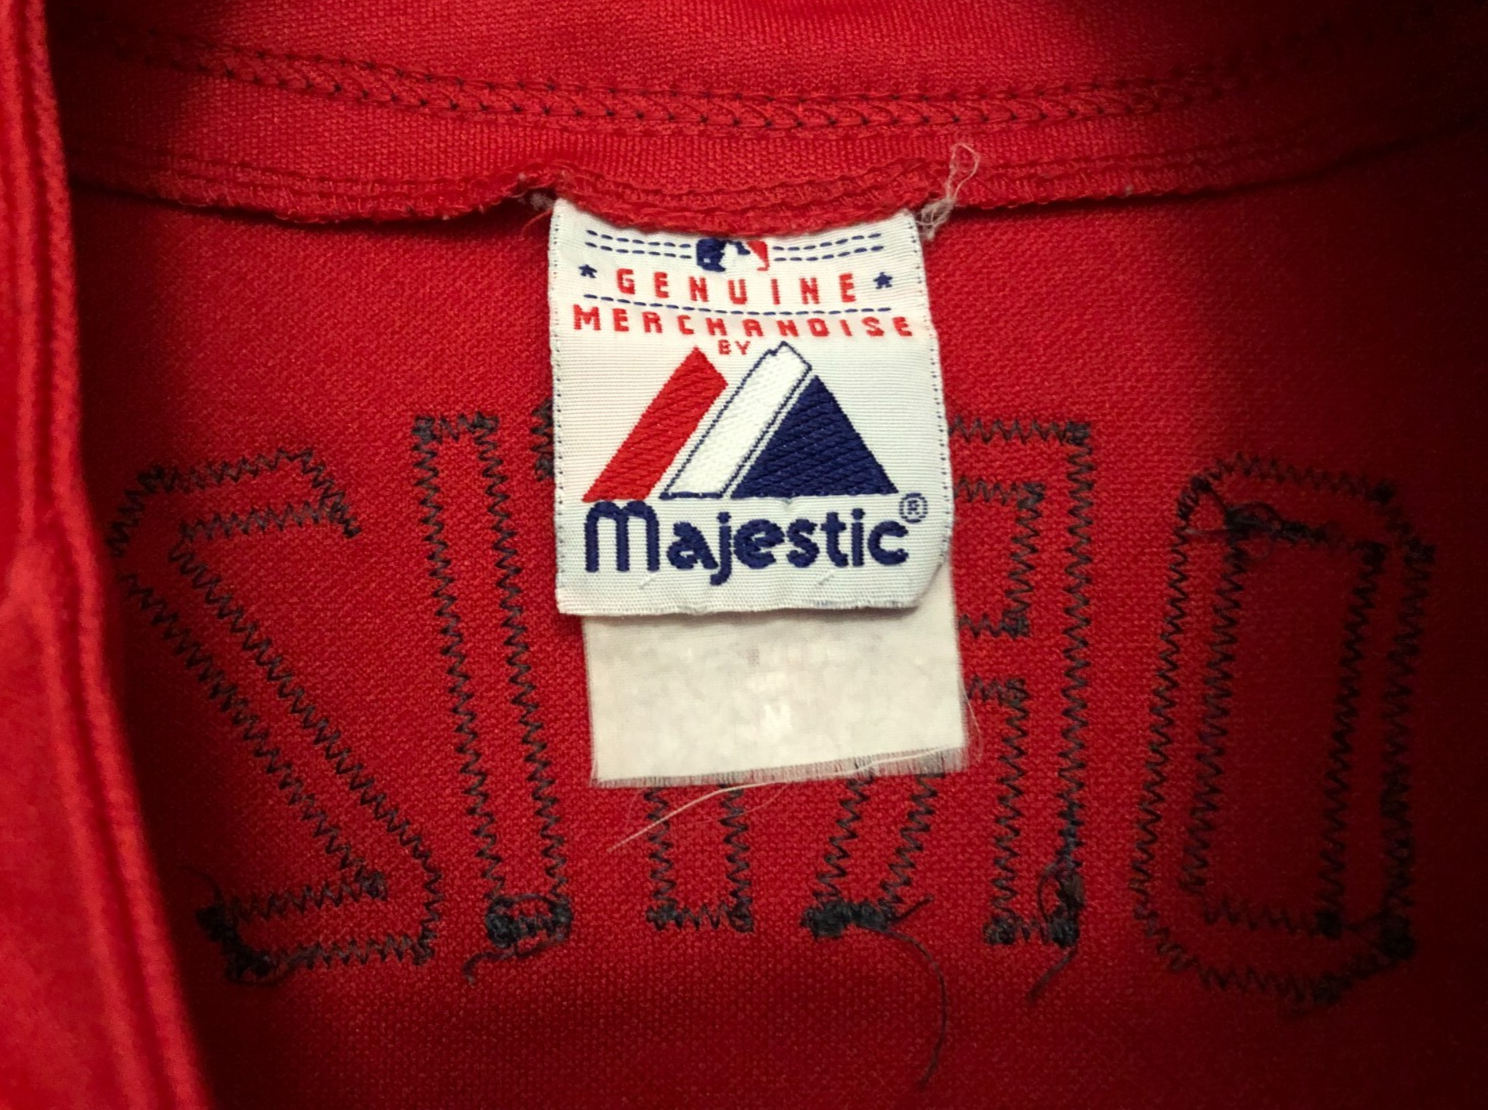 GENUINE
MERCHANDISE
BY
Majestic®
M